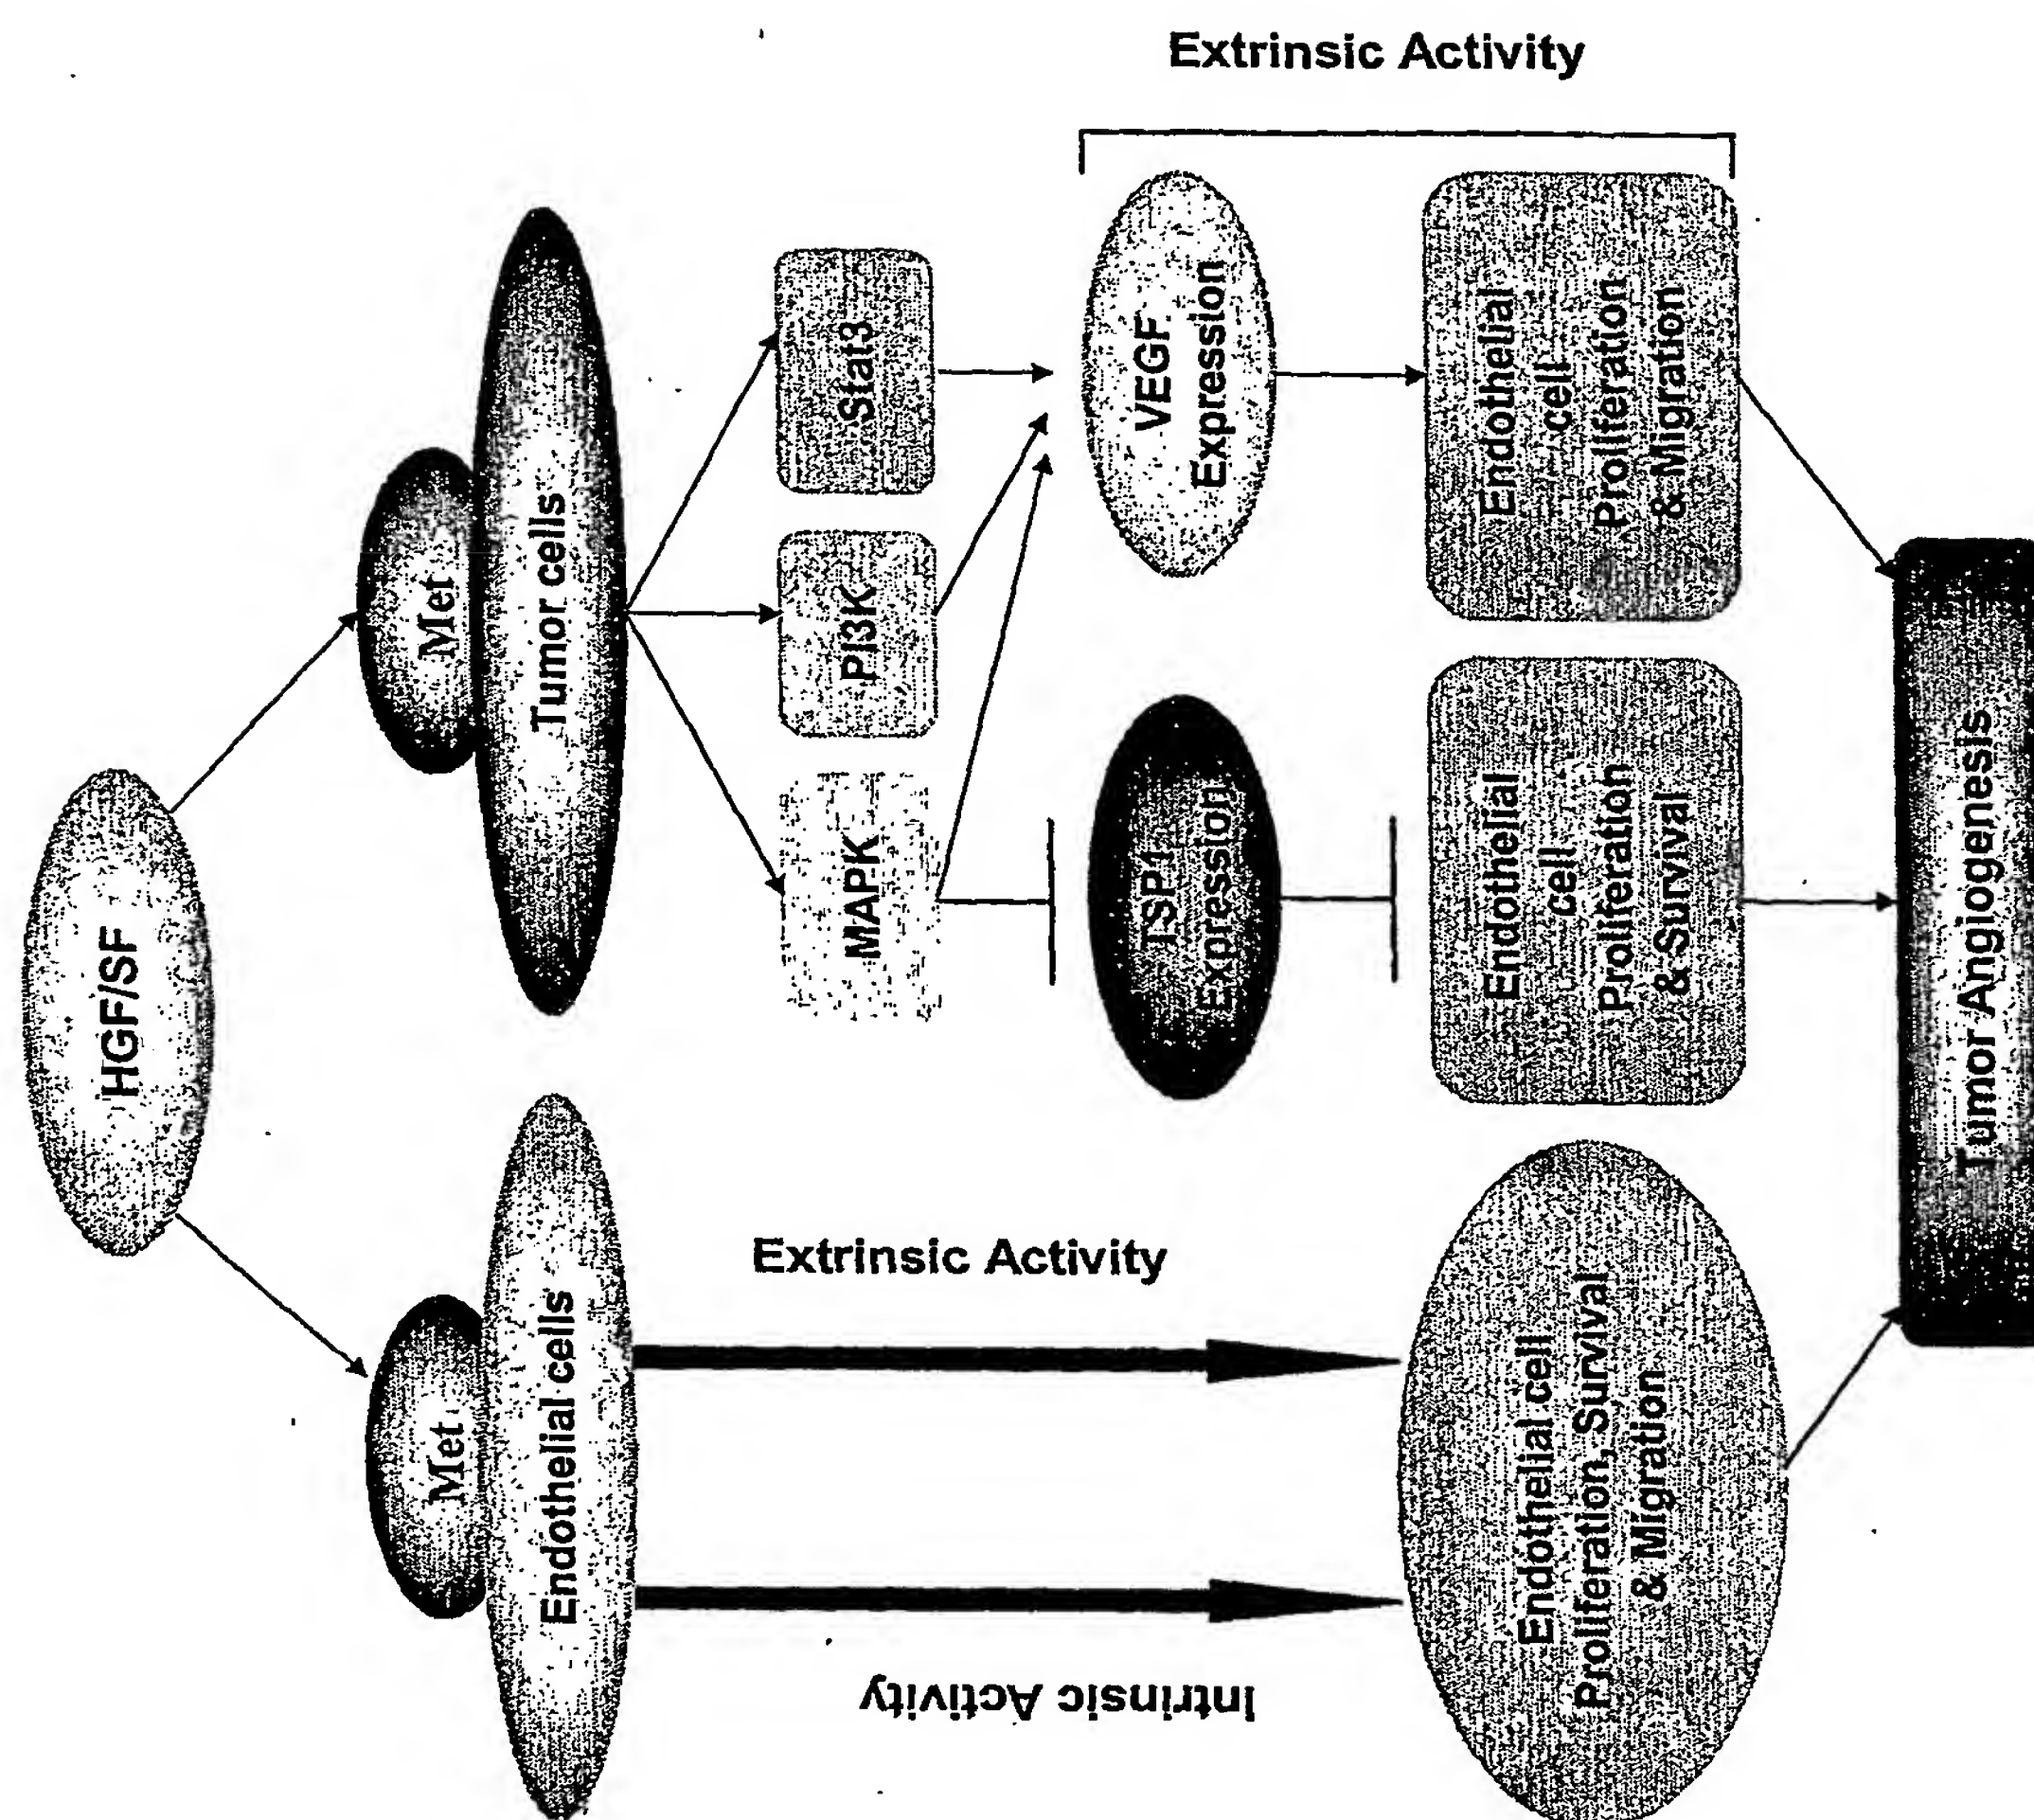 HGF/SF
Met
Endothelial cells
Met
Tumor cells
Intrinsic Activity
Extrinsic Activity
MAPK
PI3K
Stat3
TSP1
Expression
VEGF
Expression
Extrinsic Activity
Endothelial cell
Proliferation, Survival
& Migration
Endothelial
cell
Proliferation
& Survival
Endothelial
cell
Proliferation
& Migration
Tumor Angiogenesis